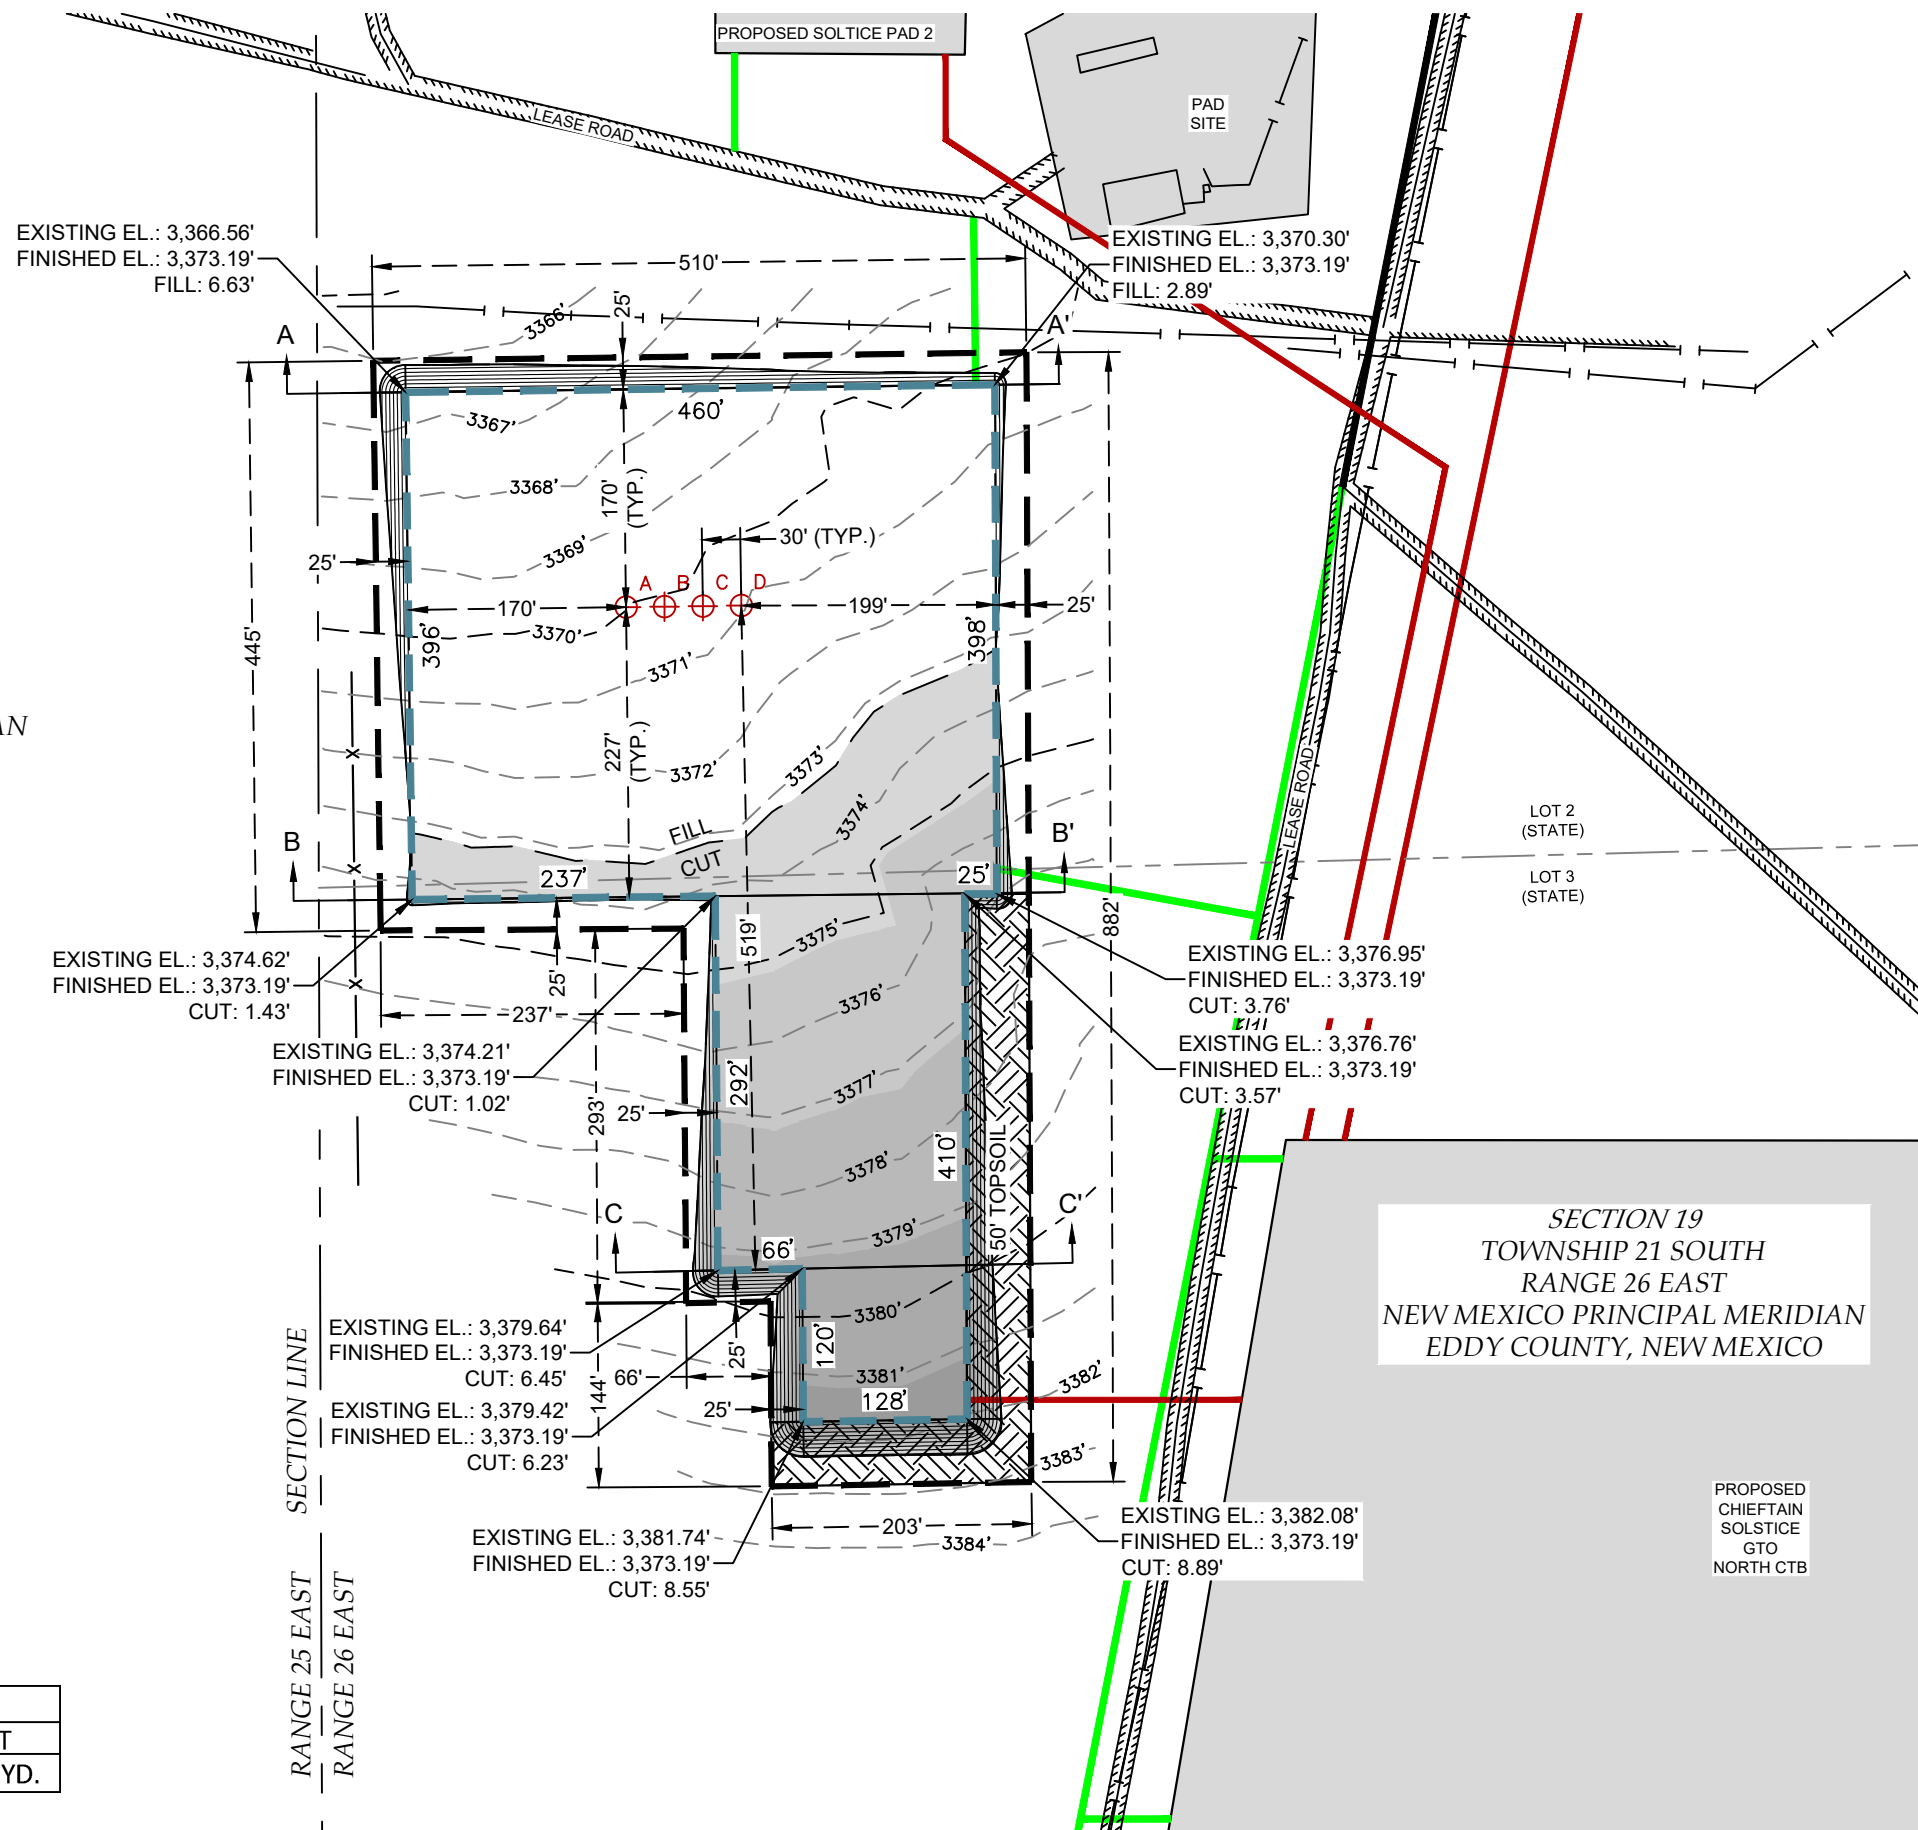 PROPOSED SOLTICE PAD 2
PAD
SITE
LEASE ROAD
EXISTING EL.: 3,366.56'
FINISHED EL.: 3,373.19'
FILL: 6.63'
EXISTING EL.: 3,370.30'
FINISHED EL.: 3,373.19'
FILL: 2.89'
510'
25'
3366'
A
A'
460'
3367'
3368'
170'
(TYP.)
30' (TYP.)
3369'
25'
A B C D
170'
199'
25'
3370'
445'
396'
398'
3371'
AN
227'
(TYP.)
3372'
3373'
3374'
LEASE ROAD
LOT 2
(STATE)
FILL
CUT
B
B'
237'
25'
LOT 3
(STATE)
519'
3375'
882'
EXISTING EL.: 3,374.62'
FINISHED EL.: 3,373.19'
CUT: 1.43'
25'
237'
3376'
EXISTING EL.: 3,376.95'
FINISHED EL.: 3,373.19'
CUT: 3.76'
EXISTING EL.: 3,374.21'
FINISHED EL.: 3,373.19'
CUT: 1.02'
EXISTING EL.: 3,376.76'
FINISHED EL.: 3,373.19'
CUT: 3.57'
292'
3377'
25'
293'
410'
3378'
50' TOPSOIL
C
C'
3379'
66'
SECTION 19
TOWNSHIP 21 SOUTH
RANGE 26 EAST
NEW MEXICO PRINCIPAL MERIDIAN
EDDY COUNTY, NEW MEXICO
3380'
EXISTING EL.: 3,379.64'
FINISHED EL.: 3,373.19'
CUT: 6.45'
25'
120'
66'
3381'
3382'
144'
128'
25'
EXISTING EL.: 3,379.42'
FINISHED EL.: 3,373.19'
CUT: 6.23'
SECTION LINE
3383'
EXISTING EL.: 3,381.74'
FINISHED EL.: 3,373.19'
CUT: 8.55'
203'
3384'
EXISTING EL.: 3,382.08'
FINISHED EL.: 3,373.19'
CUT: 8.89'
PROPOSED
CHIEFTAIN
SOLSTICE
GTO
NORTH CTB
RANGE 25 EAST
RANGE 26 EAST
T
YD.